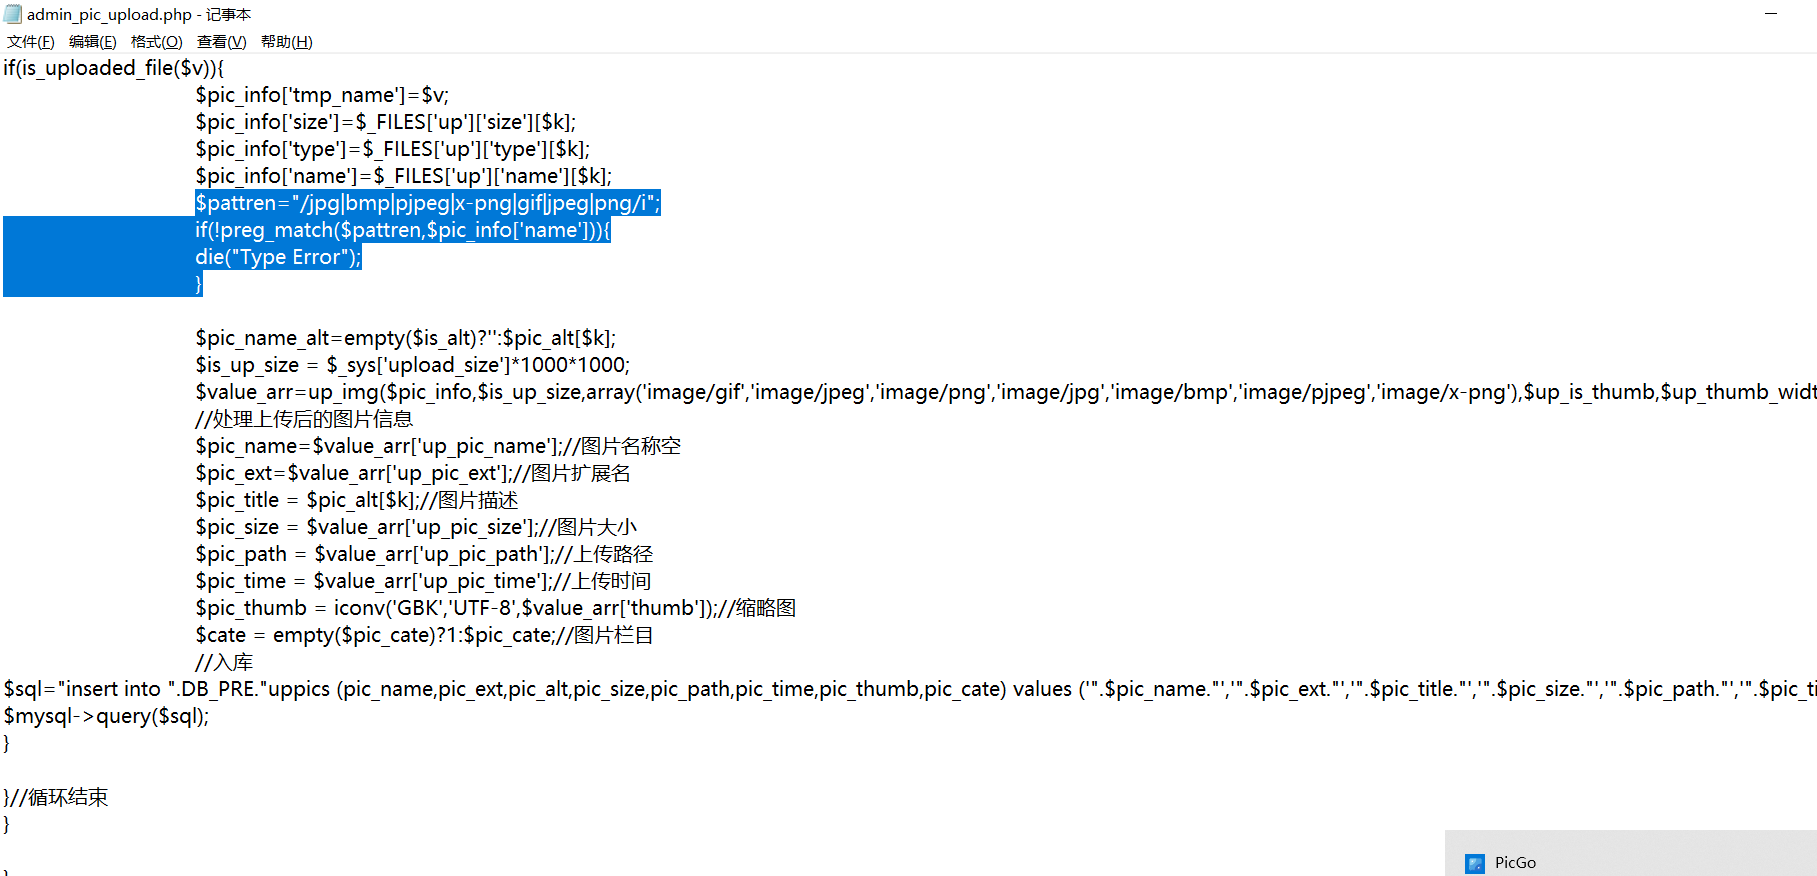 admin_pic_upload.php - 记事本
文件(F) 编辑(E) 格式(O) 查看(V) 帮助(H)
if(is_uploaded_file($v)){
$pic_info['tmp_name']=$v;
$pic_info['size']=$_FILES['up']['size'][$k];
$pic_info['type']=$_FILES['up']['type'][$k];
$pic_info['name']=$_FILES['up']['name'][$k];
$pattren="/jpg|bmp|pjpeg|x-png|gif|jpeg|png/i";
if(!preg_match($pattren,$pic_info['name'])){
die("Type Error");
}
$pic_name_alt=empty($is_alt)?'':$pic_alt[$k];
$is_up_size = $_sys['upload_size']*1000*1000;
$value_arr=up_img($pic_info,$is_up_size,array('image/gif','image/jpeg','image/png','image/jpg','image/bmp','image/pjpeg','image/x-png'),$up_is_thumb,$up_thumb_widt
//处理上传后的图片信息
$pic_name=$value_arr['up_pic_name'];//图片名称空
$pic_ext=$value_arr['up_pic_ext'];//图片扩展名
$pic_title = $pic_alt[$k];//图片描述
$pic_size = $value_arr['up_pic_size'];//图片大小
$pic_path = $value_arr['up_pic_path'];//上传路径
$pic_time = $value_arr['up_pic_time'];//上传时间
$pic_thumb = iconv('GBK','UTF-8',$value_arr['thumb']);//缩略图
$cate = empty($pic_cate)?1:$pic_cate;//图片栏目
//入库
$sql="insert into ".DB_PRE."uppics (pic_name,pic_ext,pic_alt,pic_size,pic_path,pic_time,pic_thumb,pic_cate) values ('".$pic_name."','".$pic_ext."','".$pic_title."','".$pic_size."','".$pic_path."','".$pic_ti
$mysql->query($sql);
}
}//循环结束
}
}
PicGo